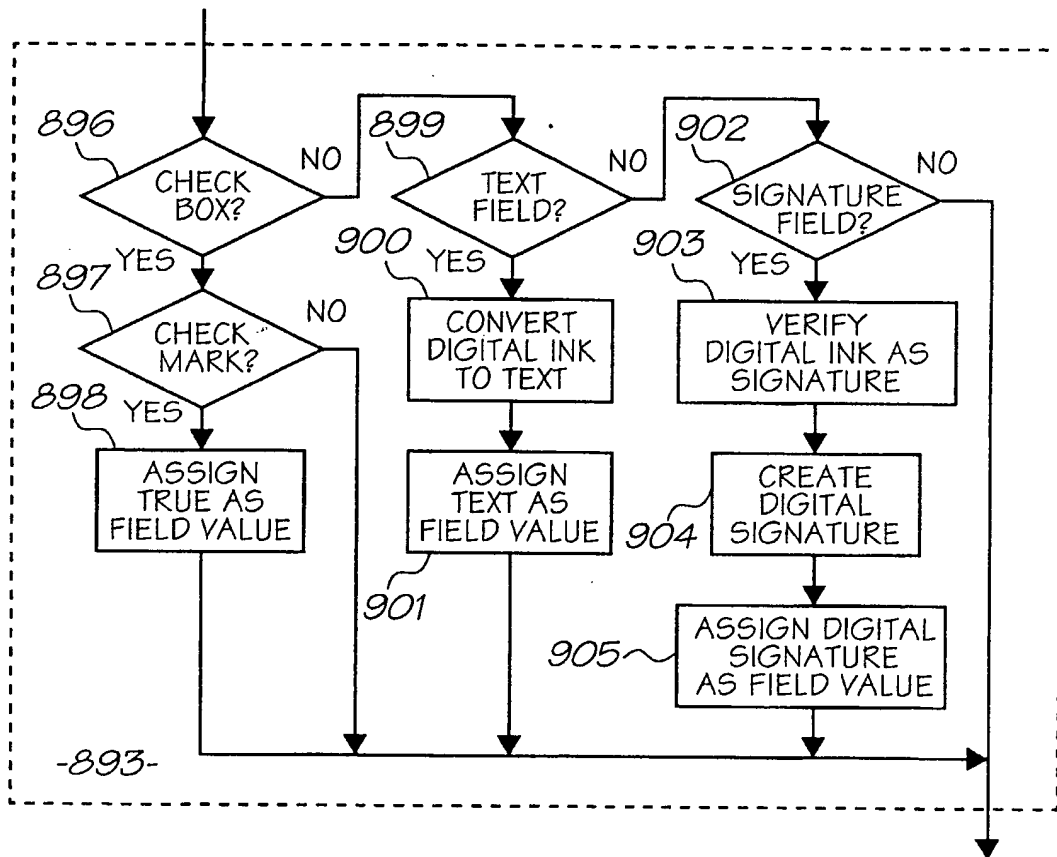 896
CHECK
BOX?
NO
YES
897
CHECK
MARK?
NO
YES
898
ASSIGN
TRUE AS
FIELD VALUE
899
TEXT
FIELD?
NO
YES
900
CONVERT
DIGITAL INK
TO TEXT
ASSIGN
TEXT AS
FIELD VALUE
901
902
SIGNATURE
FIELD?
NO
YES
903
VERIFY
DIGITAL INK AS
SIGNATURE
CREATE
DIGITAL
SIGNATURE
904
ASSIGN DIGITAL
SIGNATURE
AS FIELD VALUE
905
-893-